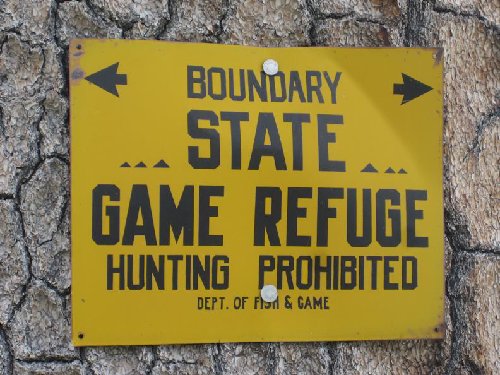 BOUNDARY
STATE
GAME REFUGE
HUNTING PROHIBITED
DEPT. OF FISH & GAME